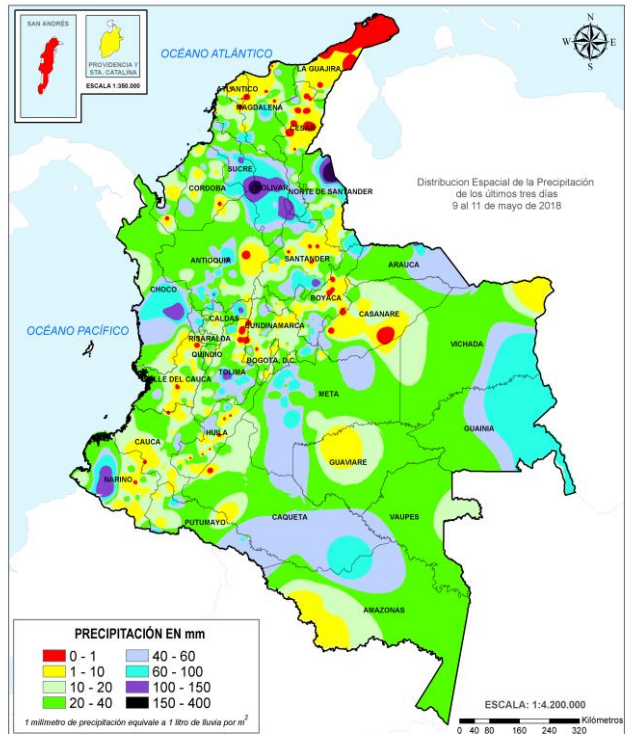 SAN ANDRÉS
PROVIDENCIA Y
STA. CATALINA
ESCALA 1:350.000
OCÉANO ATLÁNTICO
N
W
E
S
LA GUAJIRA
ATLANTICO
MAGDALENA
CESAR
SUCRE
CORDOBA
BOLIVAR
NORTE DE SANTANDER
Distribucion Espacial de la Precipitación
de los últimos tres días
9 al 11 de mayo de 2018
ANTIOQUIA
SANTANDER
ARAUCA
CHOCO
BOYACA
CASANARE
CALDAS
OCÉANO PACÍFICO
CUNDINAMARCA
RISARALDA
VICHADA
QUINDIO
BOGOTA, D.C.
TOLIMA
VALLE DEL CAUCA
META
GUAINIA
HUILA
CAUCA
GUAVIARE
NARIÑO
CAQUETA
VAUPES
PUTUMAYO
AMAZONAS
PRECIPITACIÓN EN mm
0 - 1 40 - 60
1 - 10 60 - 100
10 - 20 100 - 150
20 - 40 150 - 400
1 milímetro de precipitación equivale a 1 litro de lluvia por m²
ESCALA: 1:4.200.000
Kilómetros
0 40 80 160 240 320